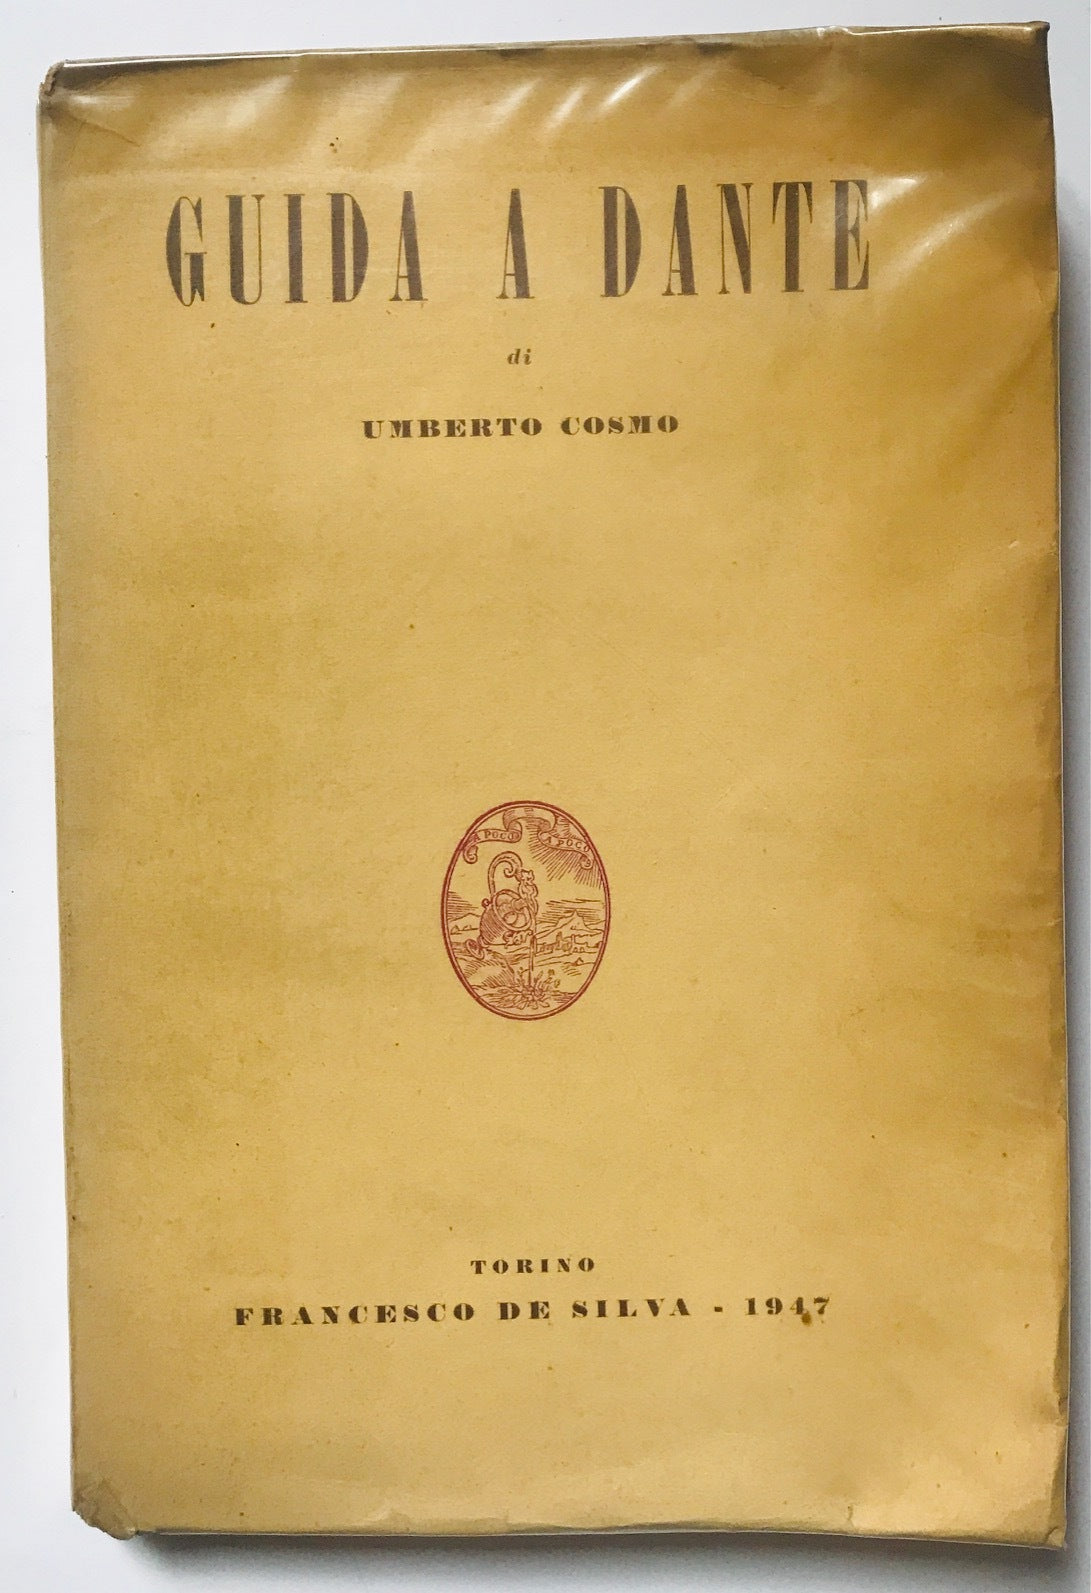 GUIDA A DANTE
di
UMBERTO COSMO
A POCO A POCO
TORINO
FRANCESCO DE SILVA - 1947